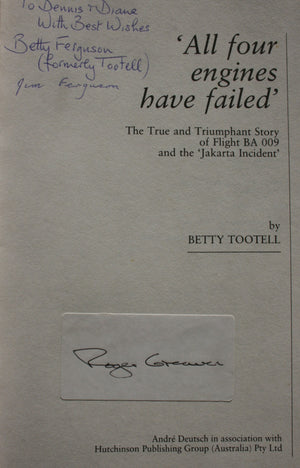 To Dennis & Diane
With Best Wishes
Betty Ferguson
(formerly Tootell)
Jim Ferguson
'All four
engines
have failed'
The True and Triumphant Story
of Flight BA 009
and the 'Jakarta Incident'
by
BETTY TOOTELL
Roger Greaves
André Deutsch in association with
Hutchinson Publishing Group (Australia) Pty Ltd